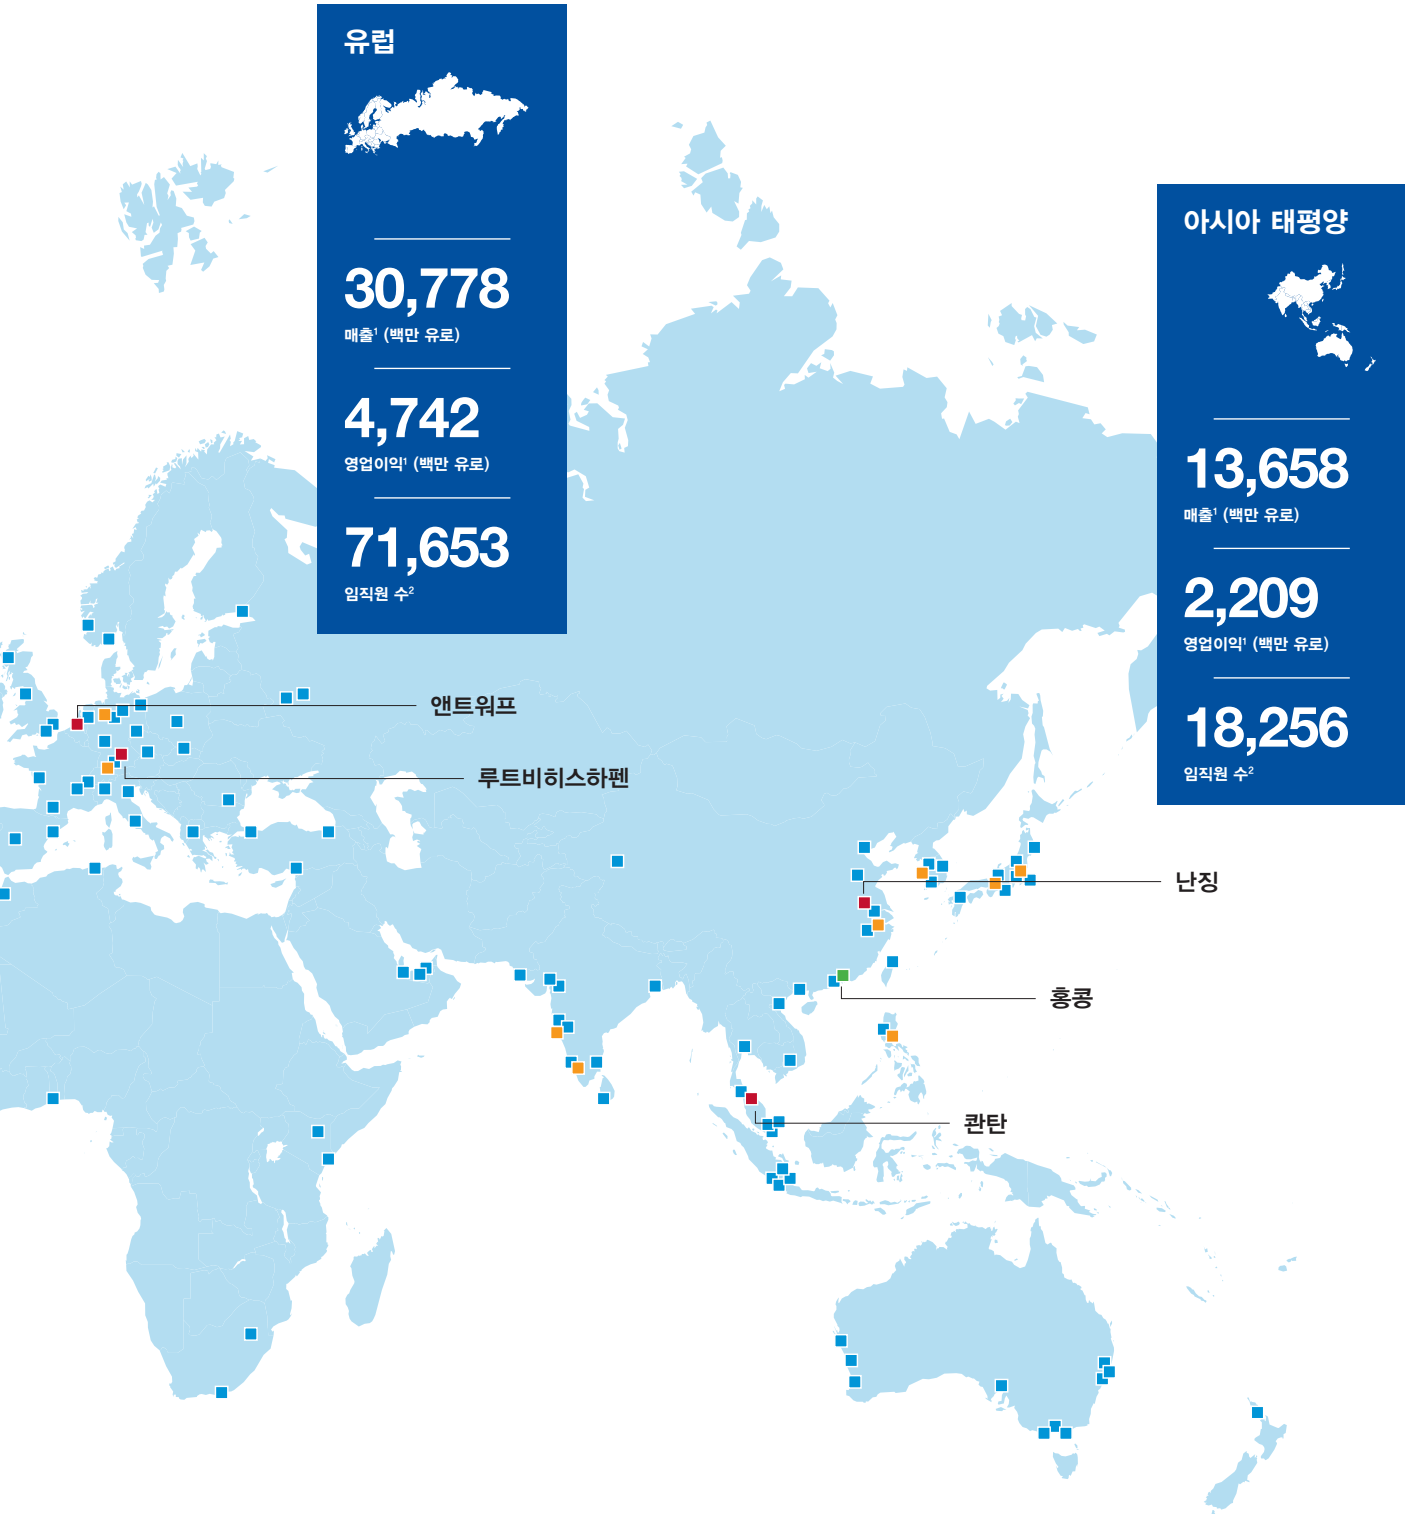 유럽
30,778
매출¹ (백만 유로)
4,742
영업이익¹ (백만 유로)
71,653
임직원 수²
아시아 태평양
13,658
매출¹ (백만 유로)
2,209
영업이익¹ (백만 유로)
18,256
임직원 수²
앤트워프
루트비히스하펜
난징
홍콩
콴탄